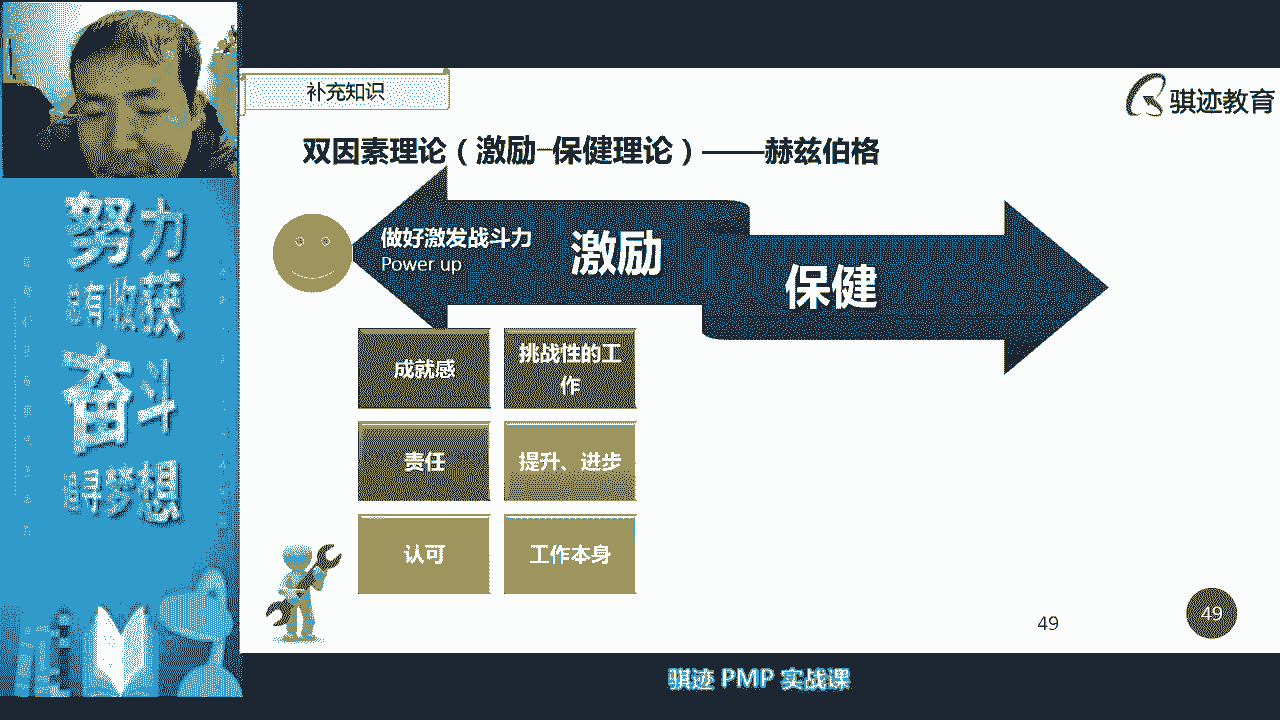 补充知识
骐迹教育
双因素理论（激励-保健理论）——赫兹伯格
做好激发战斗力
Power up
激励
保健
成就感
挑战性的工
作
责任
提升、进步
认可
工作本身
49
49
努力
有收获
奋斗
得梦想
骐迹 PMP 实战课